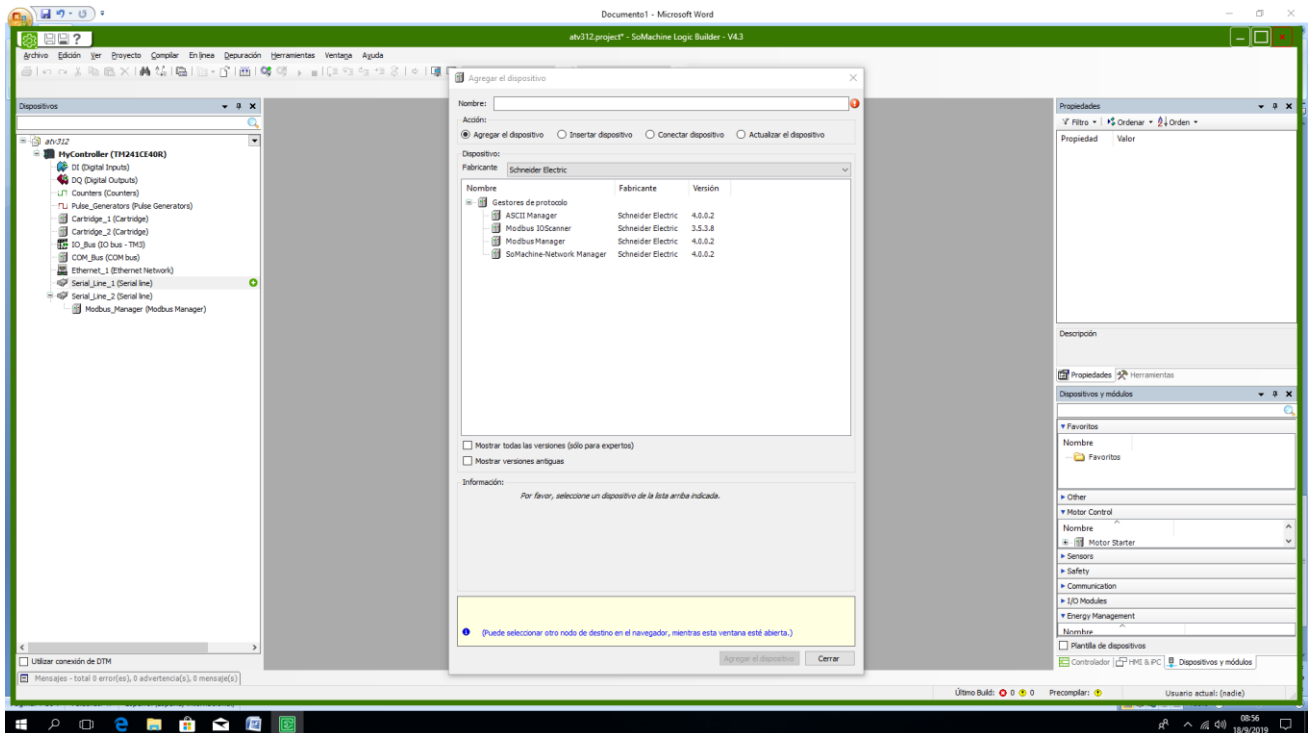 Documento1 - Microsoft Word
atv312.project* - SoMachine Logic Builder - V4.3
Archivo Edición Ver Proyecto Compilar En línea Depuración Herramientas Ventana Ayuda
Dispositivos
atv312
MyController (TM241CE40R)
DI (Digital Inputs)
DQ (Digital Outputs)
Counters (Counters)
Pulse_Generators (Pulse Generators)
Cartridge_1 (Cartridge)
Cartridge_2 (Cartridge)
IO_Bus (IO bus - TM3)
COM_Bus (COM bus)
Ethernet_1 (Ethernet Network)
Serial_Line_1 (Serial line)
Serial_Line_2 (Serial line)
Modbus_Manager (Modbus Manager)
Utilizar conexión de DTM
Mensajes - total 0 error(es), 0 advertencia(s), 0 mensaje(s)
Agregar el dispositivo
Nombre:
Acción:
Agregar el dispositivo Insertar dispositivo Conectar dispositivo Actualizar el dispositivo
Dispositivo:
Fabricante Schneider Electric
Nombre Fabricante Versión
Gestores de protocolo
ASCII Manager Schneider Electric 4.0.0.2
Modbus IOScanner Schneider Electric 3.5.3.8
Modbus Manager Schneider Electric 4.0.0.2
SoMachine-Network Manager Schneider Electric 4.0.0.2
Mostrar todas las versiones (sólo para expertos)
Mostrar versiones antiguas
Información:
Por favor, seleccione un dispositivo de la lista arriba indicada.
(Puede seleccionar otro nodo de destino en el navegador, mientras esta ventana esté abierta.)
Agregar el dispositivo Cerrar
Propiedades
Filtro Ordenar Orden
Propiedad Valor
Descripción
Propiedades Herramientas
Dispositivos y módulos
Favoritos
Nombre
Favoritos
Other
Motor Control
Nombre
Motor Starter
Sensors
Safety
Communication
I/O Modules
Energy Management
Nombre
Plantilla de dispositivos
Controlador HMI & iPC Dispositivos y módulos
Último Build: 0 0 Precompilar: Usuario actual: (nadie)
08:56
18/9/2019